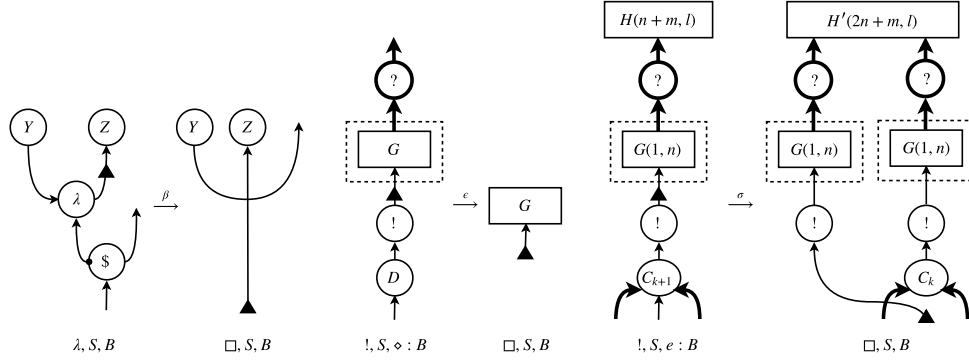 H(n + m, l)
H′(2n + m, l)
?
?
?
?
Y
Z
Y
Z
G
G(1, n)
G(1, n)
G(1, n)
λ
β
ϵ
G
σ
!
!
!
!
$
D
C_{k+1}
C_k
λ, S, B
□, S, B
!, S, ⋄ : B
□, S, B
!, S, e : B
□, S, B